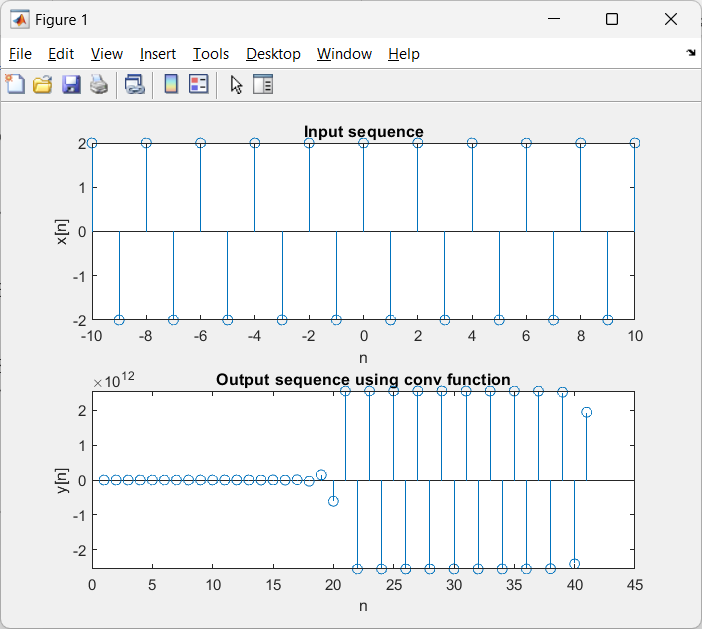 Figure 1
File Edit View Insert Tools Desktop Window Help
Input sequence
2
1
0
-1
-2
x[n]
-10 -8 -6 -4 -2 0 2 4 6 8 10
n
×10^12
Output sequence using conv function
2
1
0
-1
-2
y[n]
0 5 10 15 20 25 30 35 40 45
n